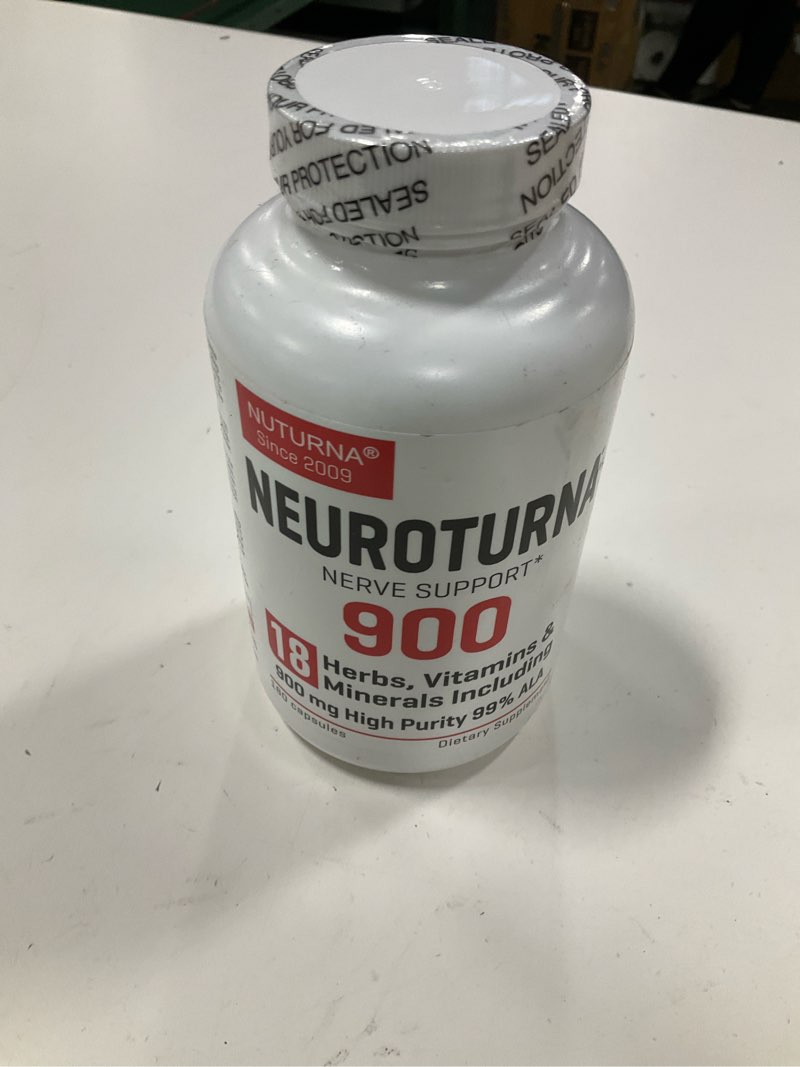 SEALED FOR YOUR PROTECTION
NUTURNA®
Since 2009
NEUROTURNA
NERVE SUPPORT*
900
18 Herbs, Vitamins &
Minerals Including
900 mg High Purity 99% ALA
capsules
Dietary Supplement